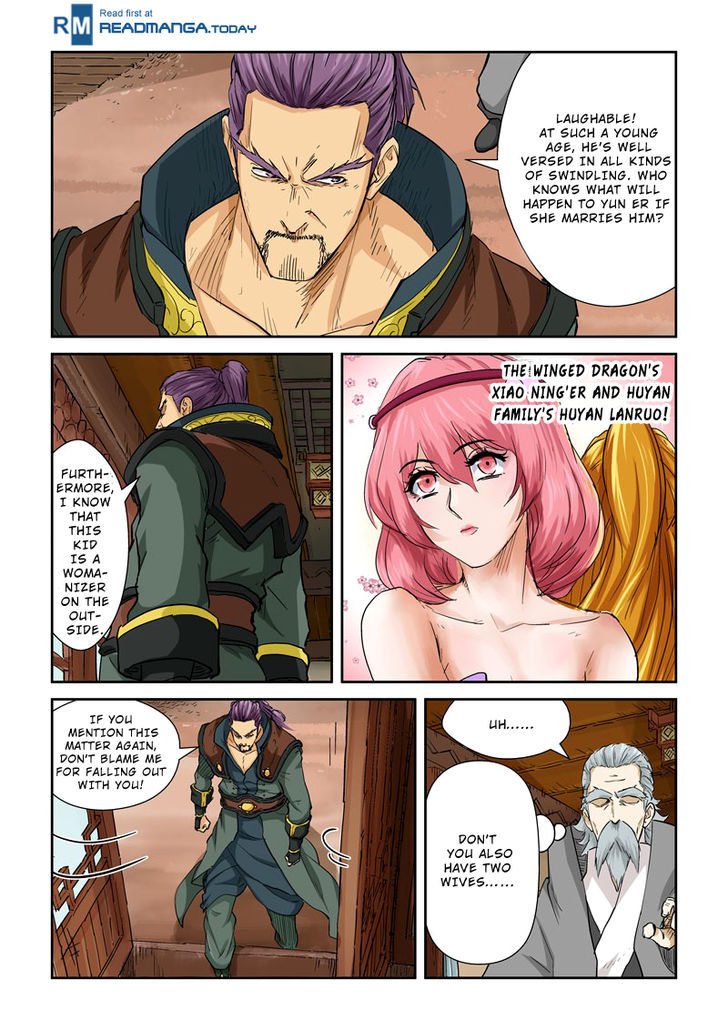 RM
Read first at
READMANGA.TODAY
LAUGHABLE!
AT SUCH A YOUNG
AGE, HE'S WELL
VERSED IN ALL KINDS
OF SWINDLING. WHO
KNOWS WHAT WILL
HAPPEN TO YUN ER IF
SHE MARRIES HIM?
FURTH-
ERMORE,
I KNOW
THAT
THIS
KID
IS A
WOMA-
NIZER
ON THE
OUT-
SIDE.
THE WINGED DRAGON'S
XIAO NING'ER AND HUYAN
FAMILY'S HUYAN LANRUO!
IF YOU
MENTION THIS
MATTER AGAIN,
DON'T BLAME ME
FOR FALLING OUT
WITH YOU!
UH......
DON'T
YOU ALSO
HAVE TWO
WIVES......